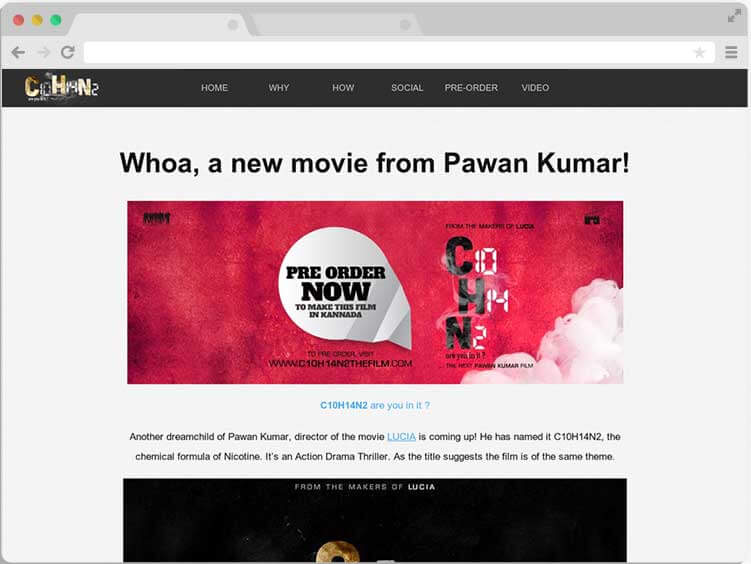 C10H14N2
are you in it ?
HOME WHY HOW SOCIAL PRE-ORDER VIDEO
Whoa, a new movie from Pawan Kumar!
PRE ORDER
NOW
TO MAKE THIS FILM
IN KANNADA
TO PRE-ORDER, VISIT
WWW.C10H14N2THEFILM.COM
FROM THE MAKERS OF LUCIA
C10
H14
N2
are you in it ?
... THE NEXT PAWAN KUMAR FILM
C10H14N2 are you in it ?
Another dreamchild of Pawan Kumar, director of the movie LUCIA is coming up! He has named it C10H14N2, the
chemical formula of Nicotine. It's an Action Drama Thriller. As the title suggests the film is of the same theme.
FROM THE MAKERS OF LUCIA